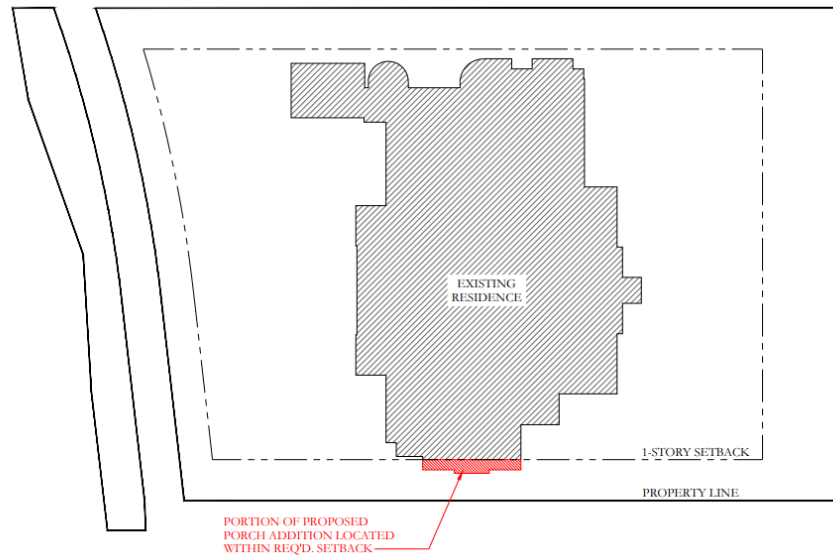 EXISTING
RESIDENCE
1-STORY SETBACK
PROPERTY LINE
PORTION OF PROPOSED
PORCH ADDITION LOCATED
WITHIN REQ'D. SETBACK